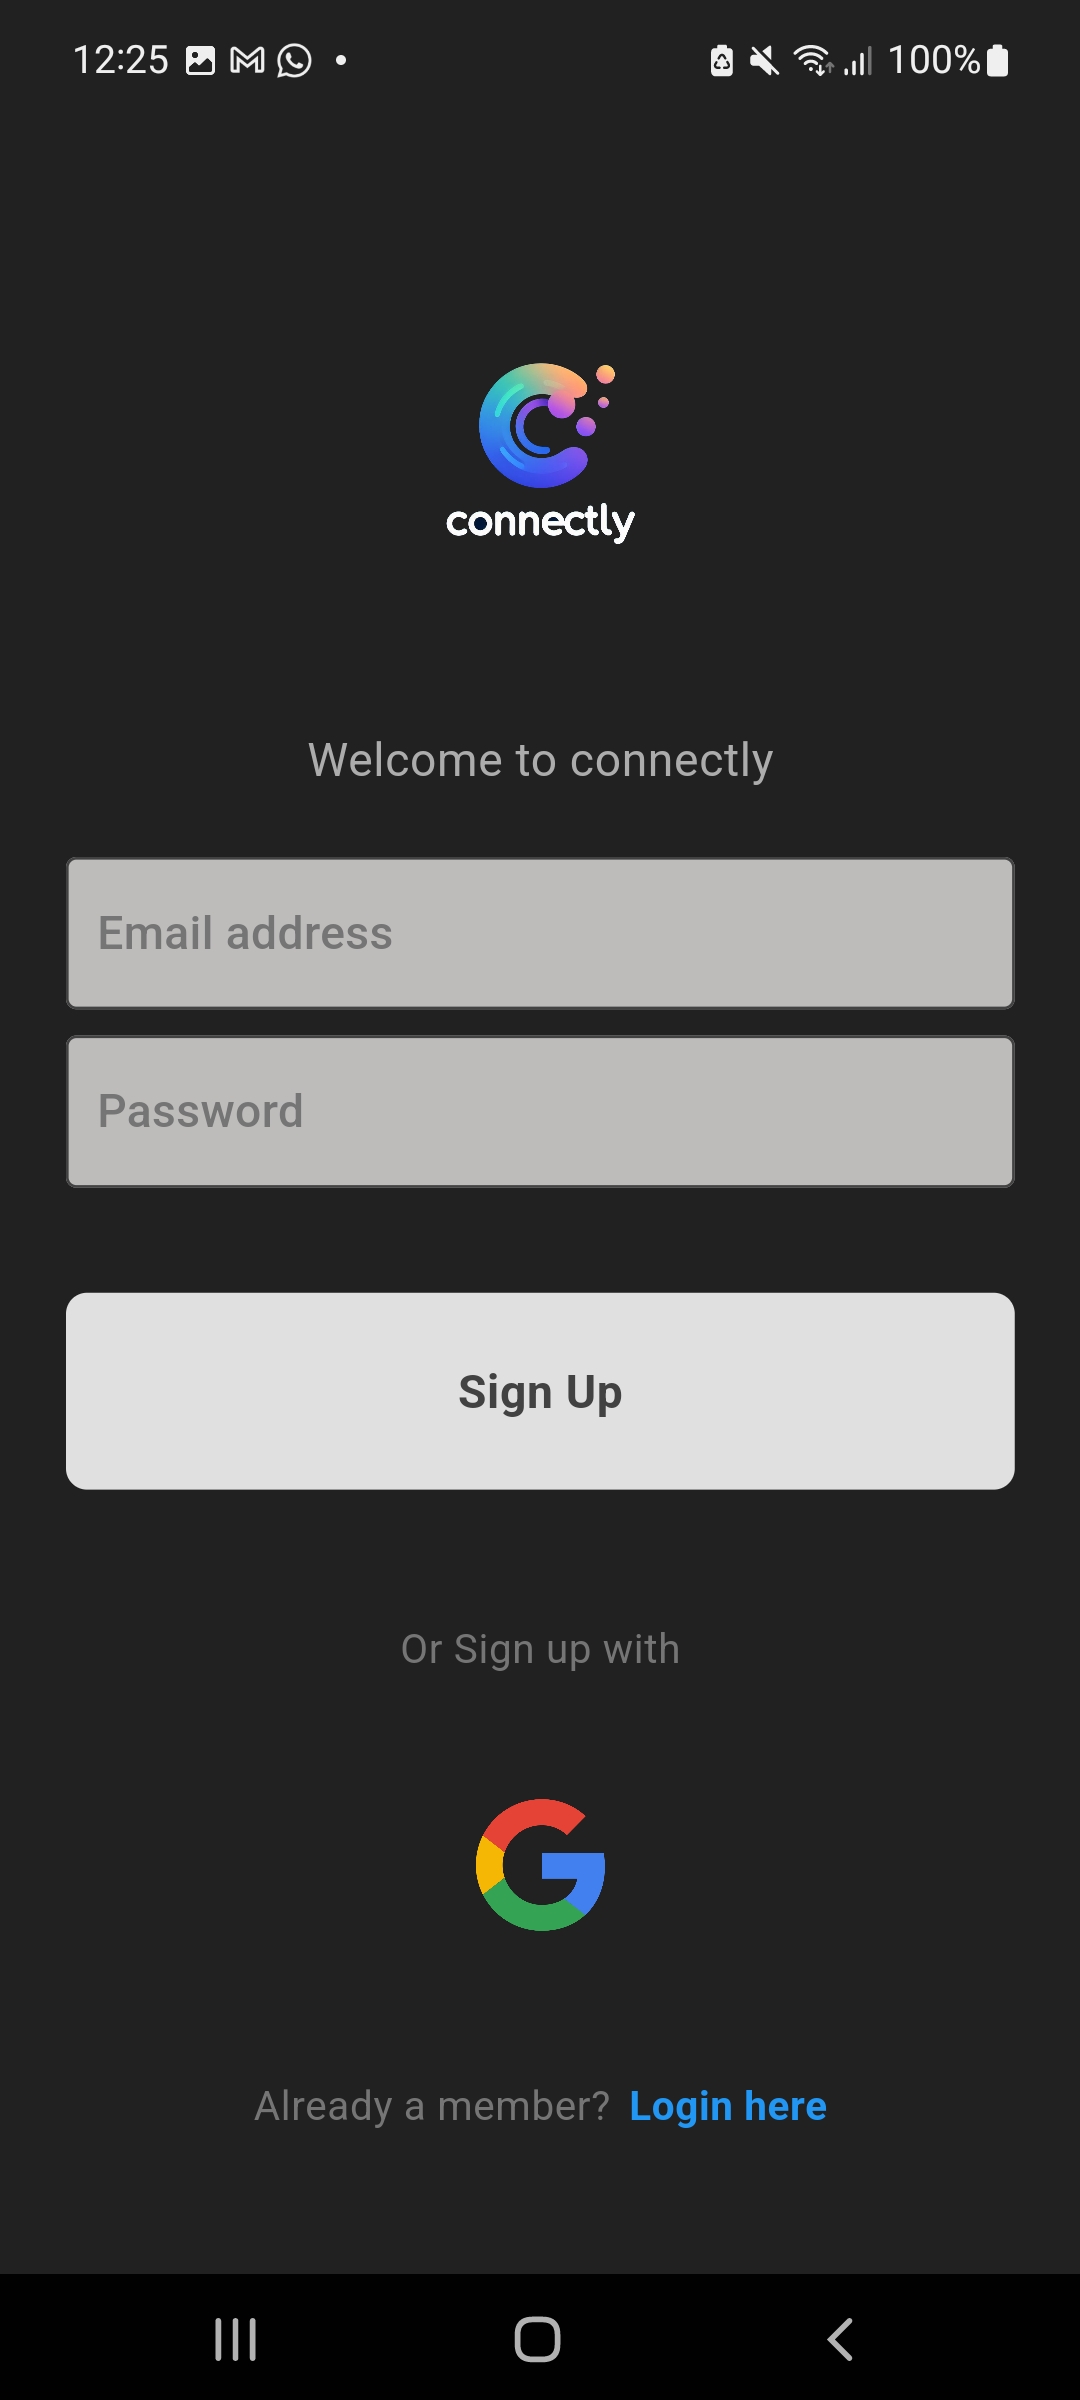 12:25 100%
connectly
Welcome to connectly
Email address
Password
Sign Up
Or Sign up with
Already a member? Login here